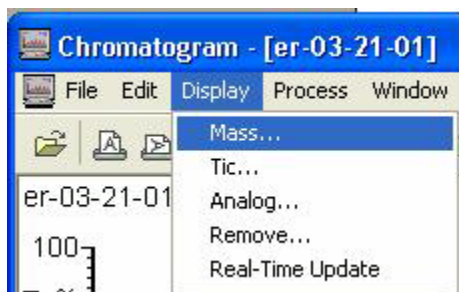 Chromatogram - [er-03-21-01]
File Edit Display Process Window
Mass...
Tic...
er-03-21-01
Analog...
Remove...
100
Real-Time Update
%